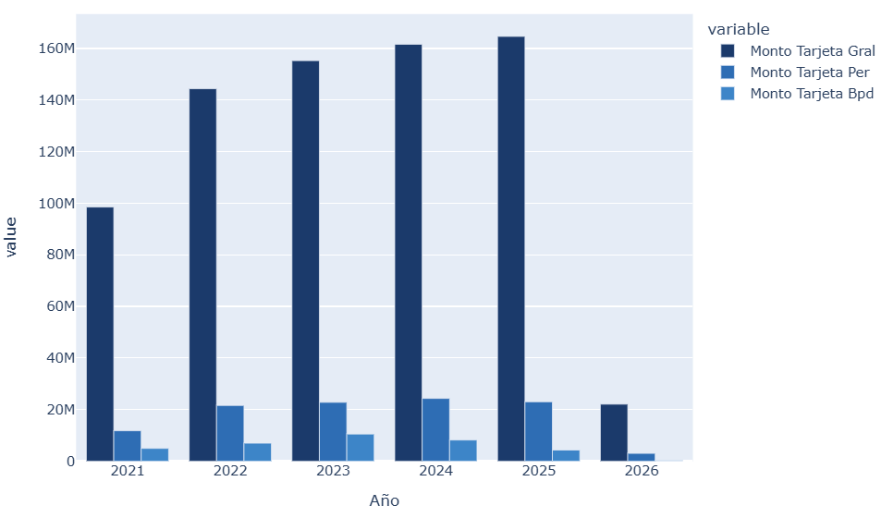 variable
Monto Tarjeta Gral
Monto Tarjeta Per
Monto Tarjeta Bpd
value
160M
140M
120M
100M
80M
60M
40M
20M
0
2021 2022 2023 2024 2025 2026
Año